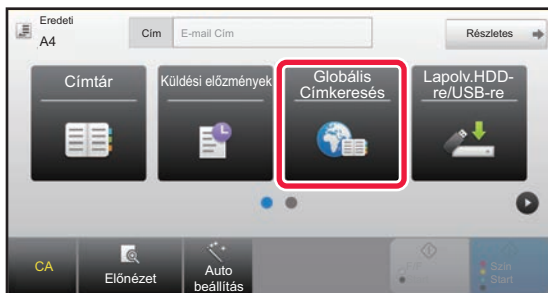 Eredeti
A4
Cím
E-mail Cím
Részletes
Címtár
Küldési előzmények
Globális
Címkeresés
Lapolv.HDD-
re/USB-re
CA
Előnézet
Auto
beállítás
Szín
Start